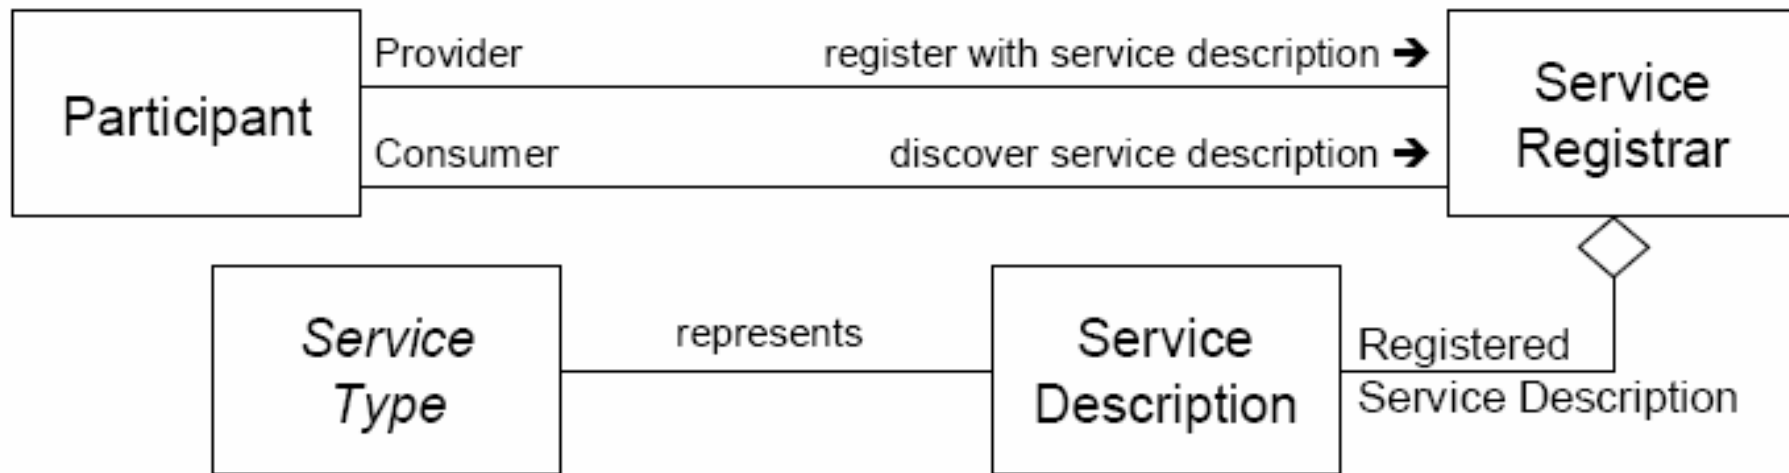 Participant
Provider
register with service description ➔
Consumer
discover service description ➔
Service
Registrar
Service
Type
represents
Service
Description
Registered
Service Description